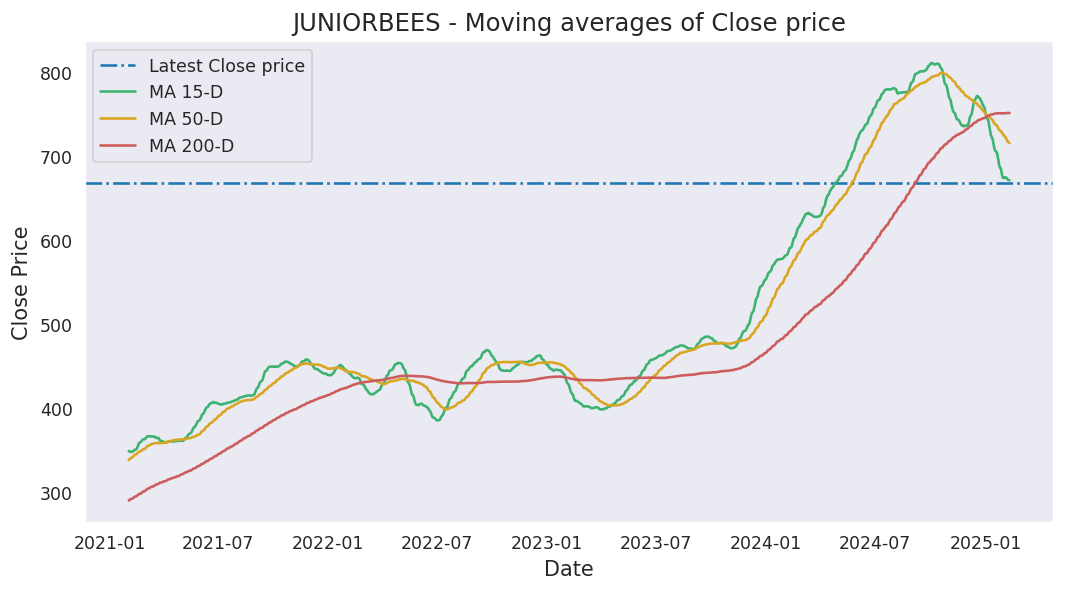 JUNIORBEES - Moving averages of Close price
Latest Close price
MA 15-D
MA 50-D
MA 200-D
Close Price
800
700
600
500
400
300
2021-01 2021-07 2022-01 2022-07 2023-01 2023-07 2024-01 2024-07 2025-01
Date